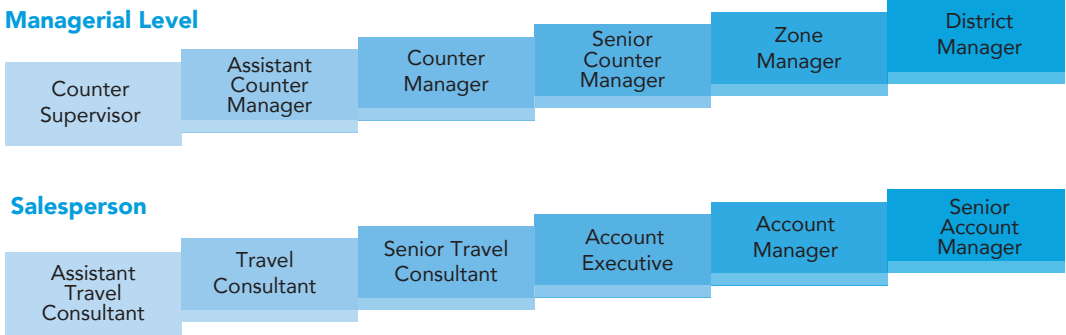 Managerial Level
Counter
Supervisor
Assistant
Counter
Manager
Counter
Manager
Senior
Counter
Manager
Zone
Manager
District
Manager
Salesperson
Assistant
Travel
Consultant
Travel
Consultant
Senior Travel
Consultant
Account
Executive
Account
Manager
Senior
Account
Manager